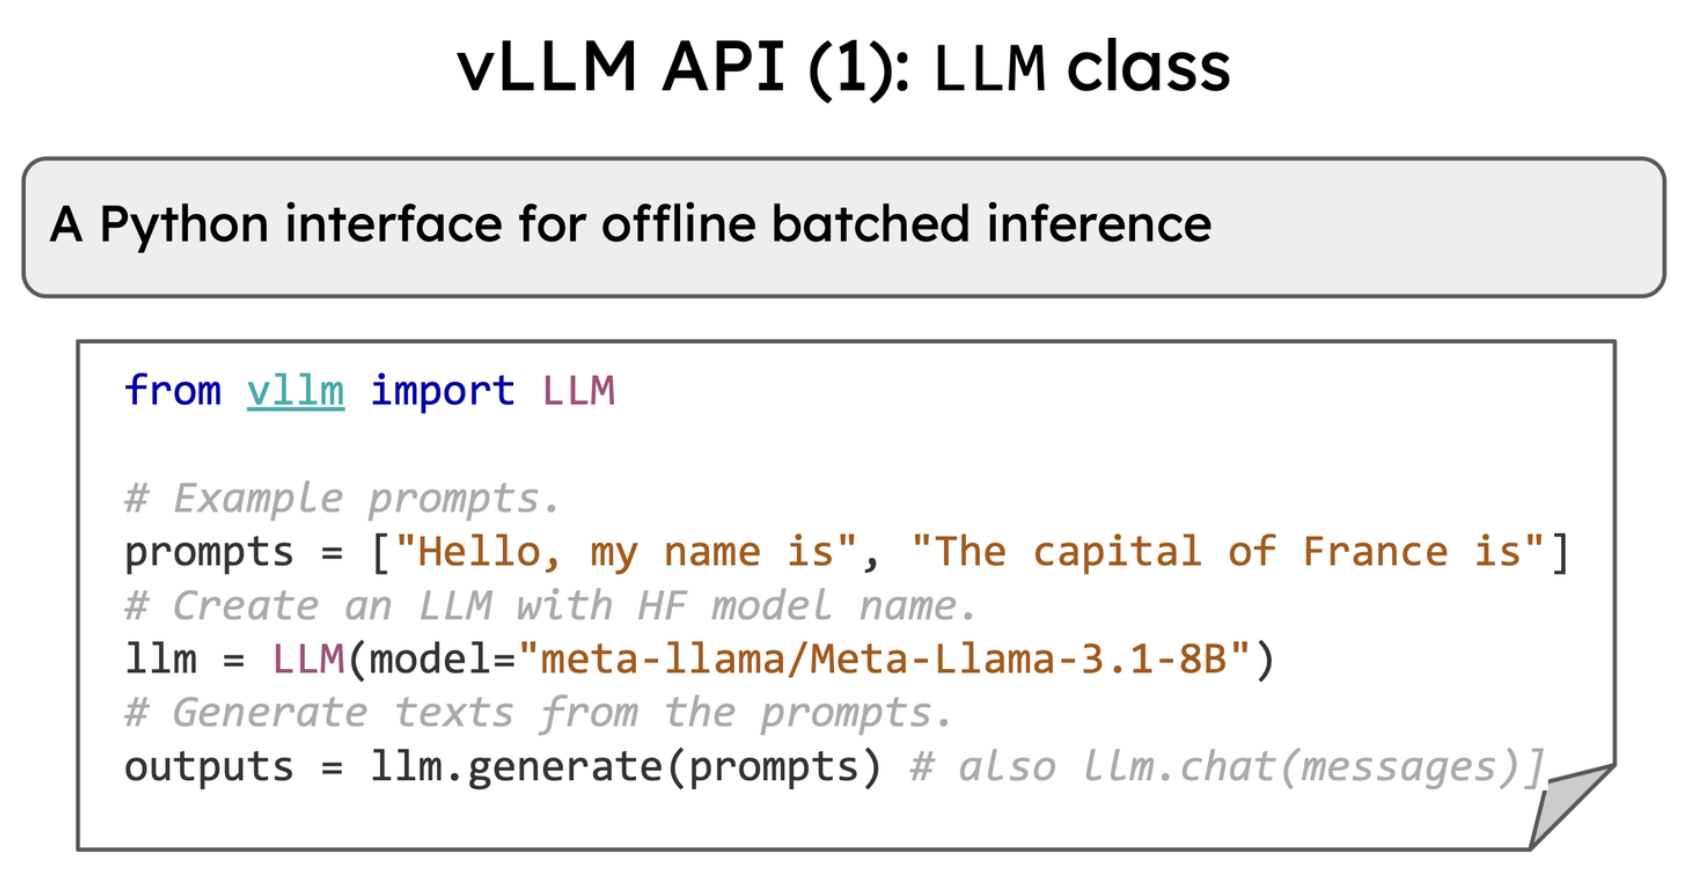 vLLM API (1): LLM class
A Python interface for offline batched inference
from vllm import LLM
# Example prompts.
prompts = ["Hello, my name is", "The capital of France is"]
# Create an LLM with HF model name.
llm = LLM(model="meta-llama/Meta-Llama-3.1-8B")
# Generate texts from the prompts.
outputs = llm.generate(prompts) # also llm.chat(messages)]